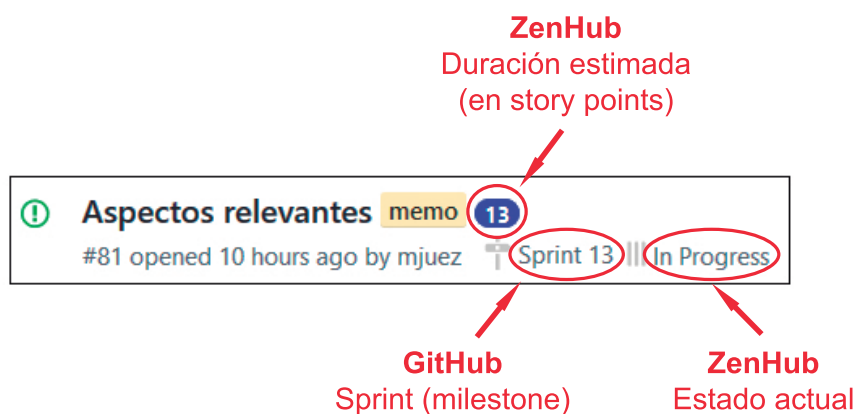 ZenHub
Duración estimada
(en story points)
Aspectos relevantes memo 13
#81 opened 10 hours ago by mjuez Sprint 13 In Progress
GitHub
Sprint (milestone)
ZenHub
Estado actual